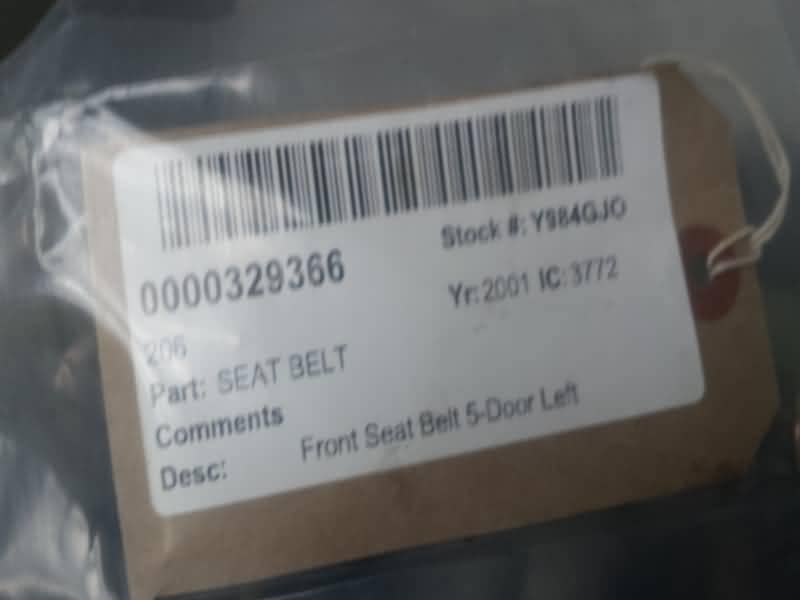 0000329366
Stock #: Y984GJO
Yr: 2001 IC: 3772
206
Part: SEAT BELT
Comments
Desc: Front Seat Belt 5-Door Left